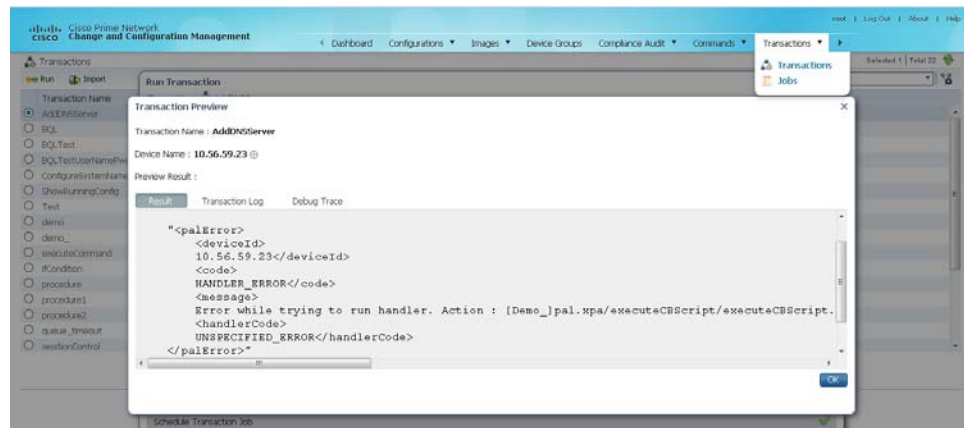 root | Log Out | About | Help
cisco Cisco Prime Network
Change and Configuration Management
Dashboard Configurations Images Device Groups Compliance Audit Commands Transactions
Transactions
Jobs
Transactions
Selected 1 | Total 22
Run Import
Run Transaction
Transaction Name
Transaction Preview
AddDNSServer
Transaction Name : AddDNSServer
BQL
BQLTest
Device Name : 10.56.59.23
BQLTestUserNamePw
ConfigureSystemName
Preview Result :
ShowRunningConfig
Test
Result Transaction Log Debug Trace
demo
demo_
executeCommand
IfCondition
procedure
procedure1
procedure2
queue_timeout
sessionControl
"<palError>
<deviceId>
10.56.59.23</deviceId>
<code>
HANDLER_ERROR</code>
<message>
Error while trying to run handler. Action : [Demo_]pal.xpa/executeCBScript/executeCBScript.
<handlerCode>
UNSPECIFIED_ERROR</handlerCode>
</palError>"
OK
Schedule Transaction Job